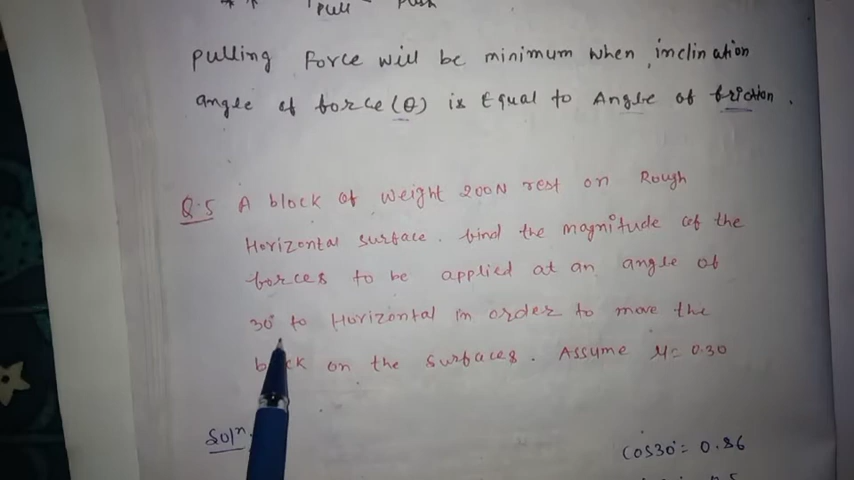 Pull Push
Pulling Force will be minimum when inclination
angle of force (θ) is Equal to Angle of friction.
Q.5 A block of weight 200N rest on Rough
Horizontal surface. find the magnitude of the
forces to be applied at an angle of
30° to Horizontal in order to move the
block on the surfaces. Assume μ = 0.30
Solⁿ.
cos30° = 0.86